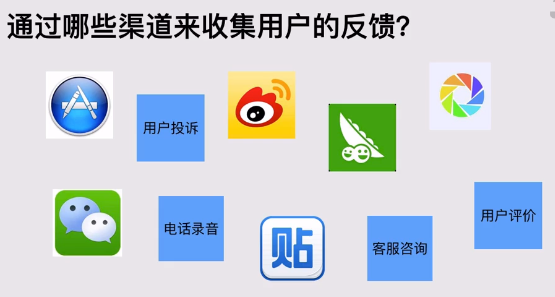 通过哪些渠道来收集用户的反馈?
用户投诉
用户评价
电话录音
贴
客服咨询